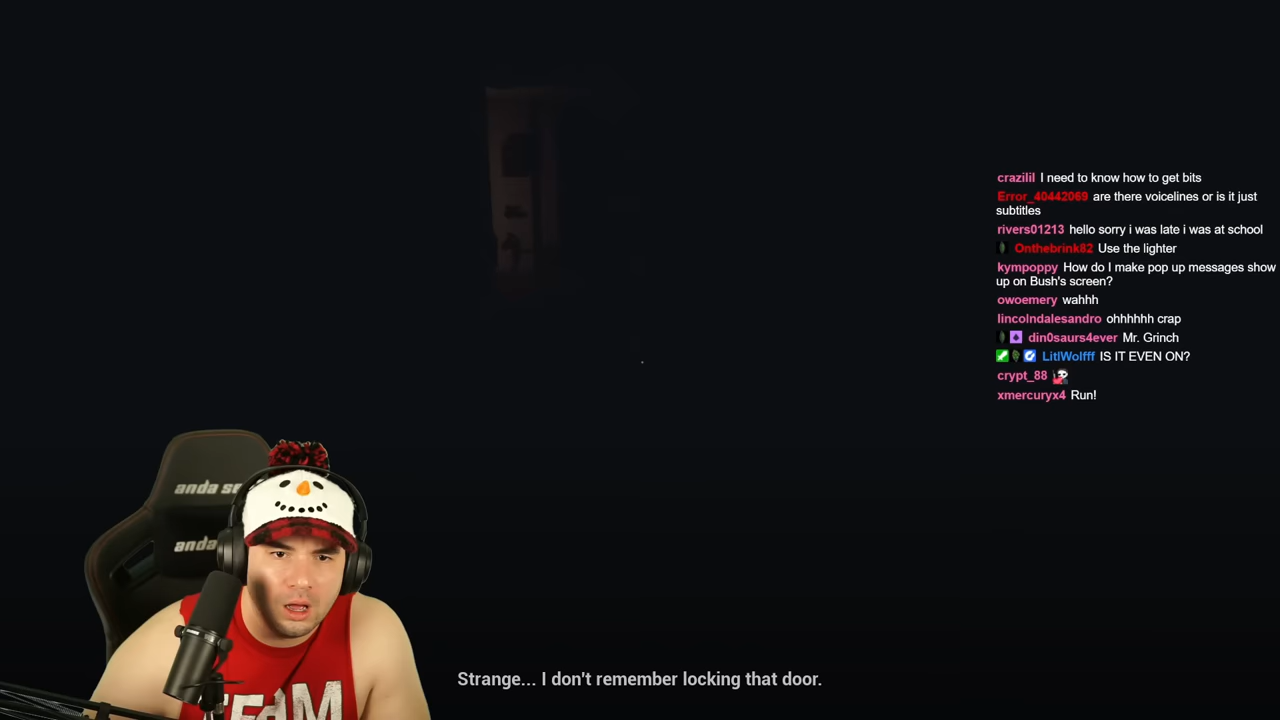 crazilil I need to know how to get bits
Error_40442069 are there voicelines or is it just
subtitles
rivers01213 hello sorry i was late i was at school
Onthebrink82 Use the lighter
kympoppy How do I make pop up messages show
up on Bush's screen?
owoemery wahhh
lincolndalesandro ohhhhhh crap
din0saurs4ever Mr. Grinch
LitlWolfff IS IT EVEN ON?
crypt_88
xmercuryx4 Run!
anda se
anda
TEAM
Strange... I don't remember locking that door.